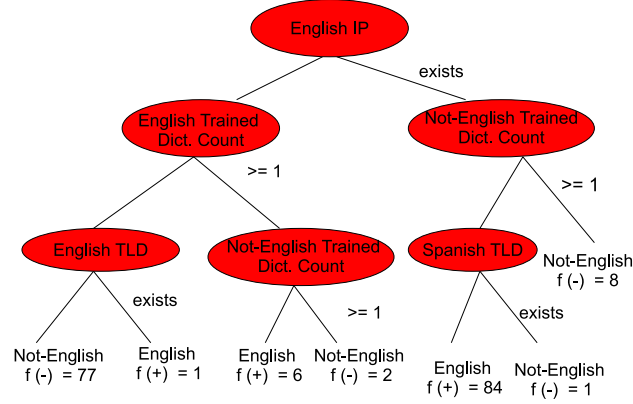 English IP
exists
English Trained
Dict. Count
Not-English Trained
Dict. Count
>= 1
>= 1
English TLD
Not-English Trained
Dict. Count
Spanish TLD
Not-English
f (-) = 8
exists
>= 1
exists
Not-English
f (-) = 77
English
f (+) = 1
English
f (+) = 6
Not-English
f (-) = 2
English
f (+) = 84
Not-English
f (-) = 1